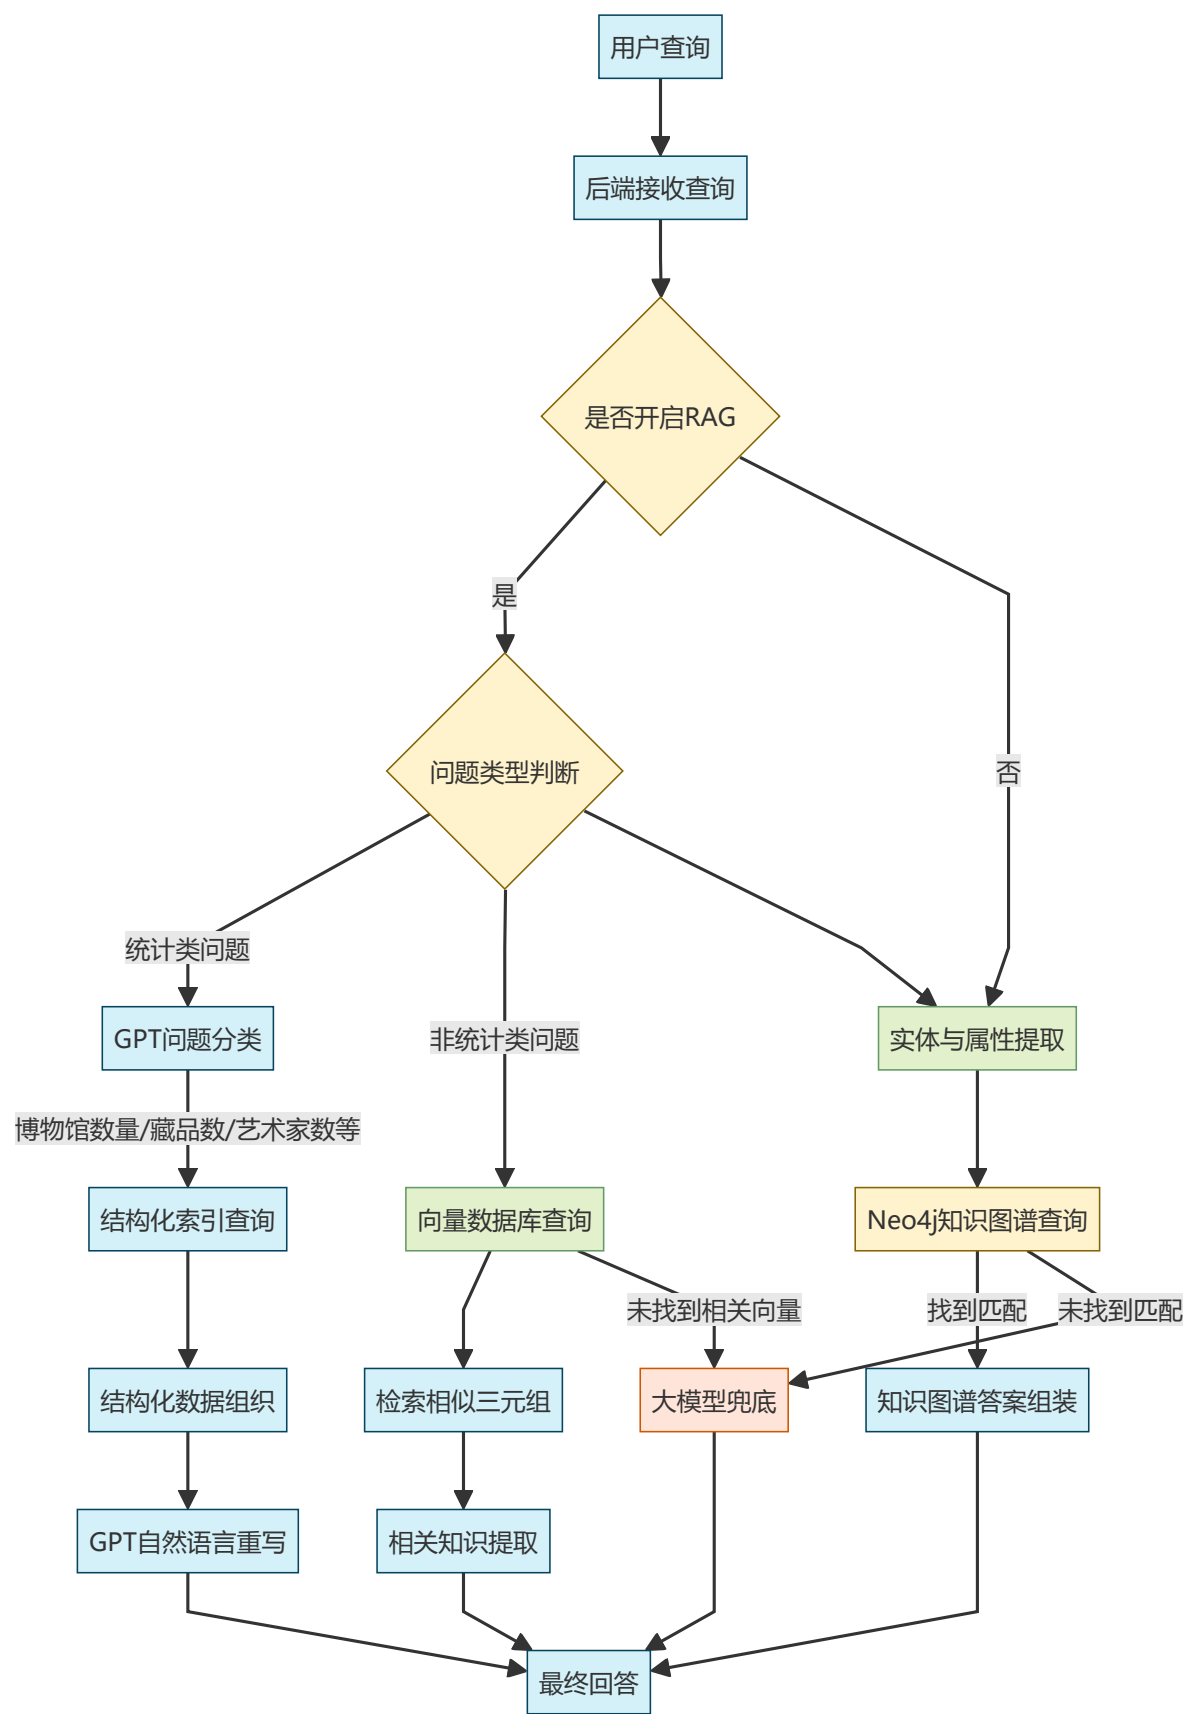 用户查询
后端接收查询
是否开启RAG
是
问题类型判断
否
统计类问题
GPT问题分类
非统计类问题
实体与属性提取
博物馆数量/藏品数/艺术家数等
结构化索引查询
向量数据库查询
Neo4j知识图谱查询
未找到相关向量
找到匹配
未找到匹配
结构化数据组织
检索相似三元组
大模型兜底
知识图谱答案组装
GPT自然语言重写
相关知识提取
最终回答